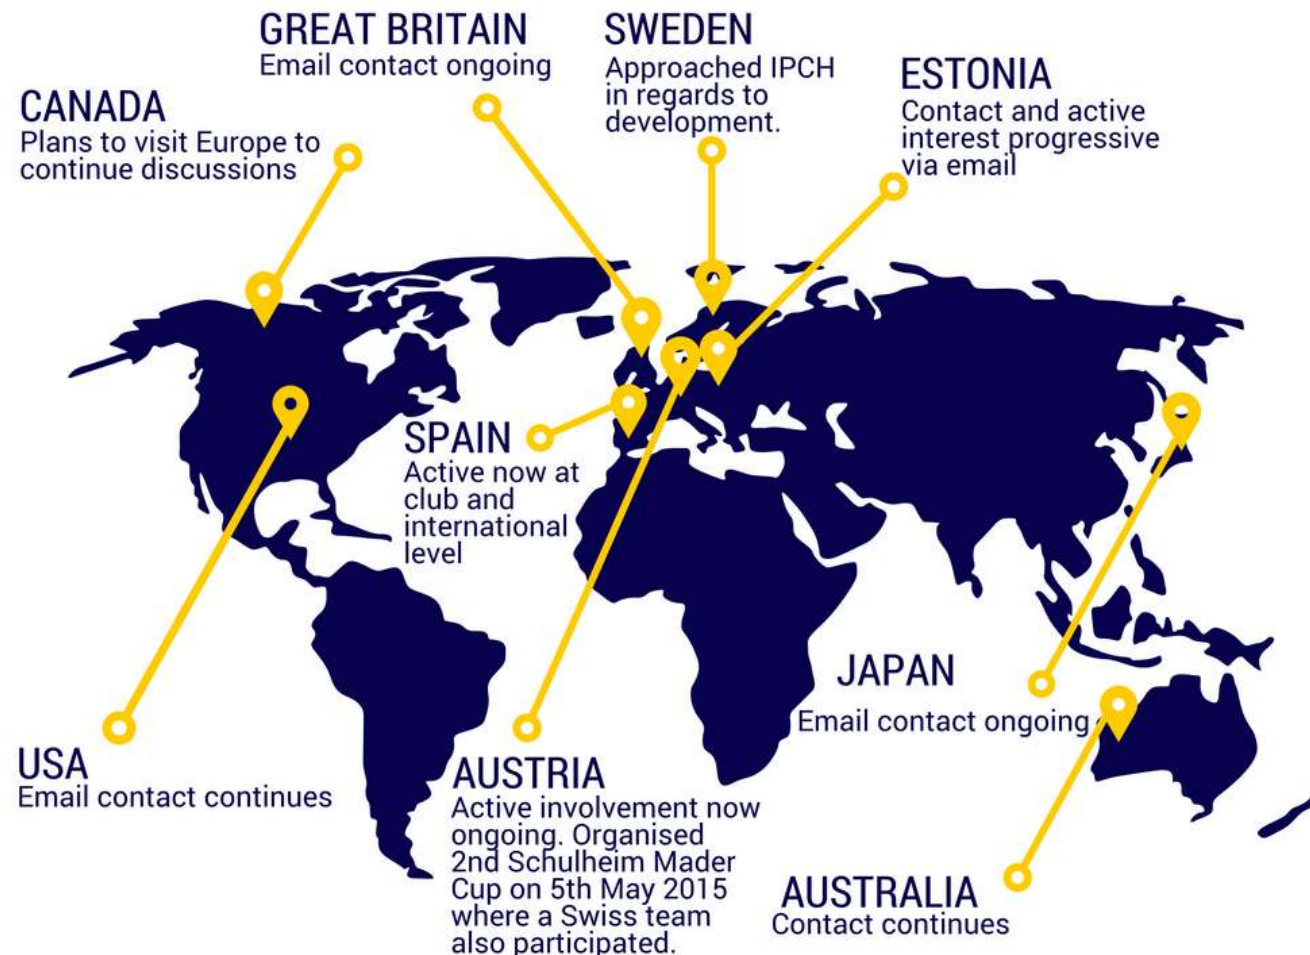 GREAT BRITAIN
Email contact ongoing
SWEDEN
Approached IPCH
in regards to
development.
ESTONIA
Contact and active
interest progressive
via email
CANADA
Plans to visit Europe to
continue discussions
SPAIN
Active now at
club and
international
level
JAPAN
Email contact ongoing
USA
Email contact continues
AUSTRIA
Active involvement now
ongoing. Organised
2nd Schulheim Mader
Cup on 5th May 2015
where a Swiss team
also participated.
AUSTRALIA
Contact continues